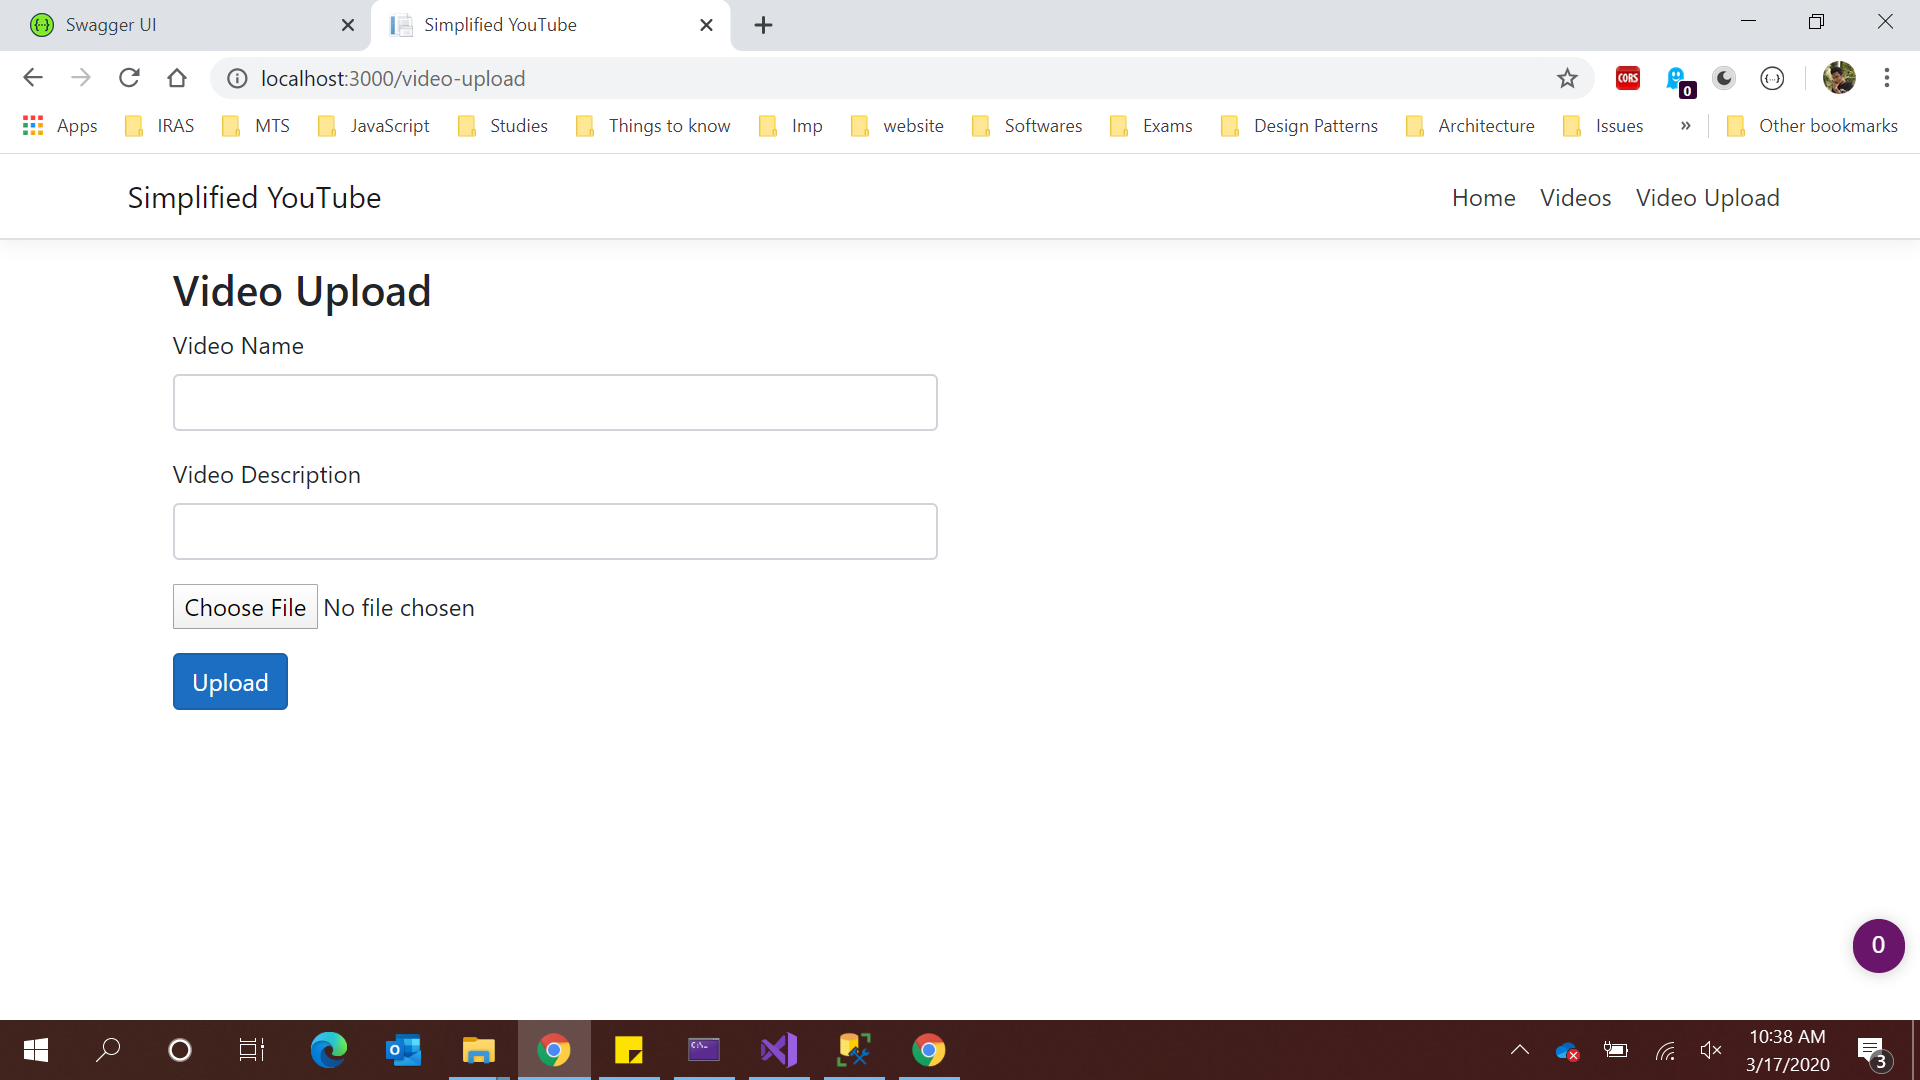 Swagger UI
Simplified YouTube
localhost:3000/video-upload
CORS
0
Apps IRAS MTS JavaScript Studies Things to know Imp website Softwares Exams Design Patterns Architecture Issues » Other bookmarks
Simplified YouTube Home Videos Video Upload
Video Upload
Video Name
Video Description
Choose File No file chosen
Upload
0
10:38 AM
3/17/2020
3